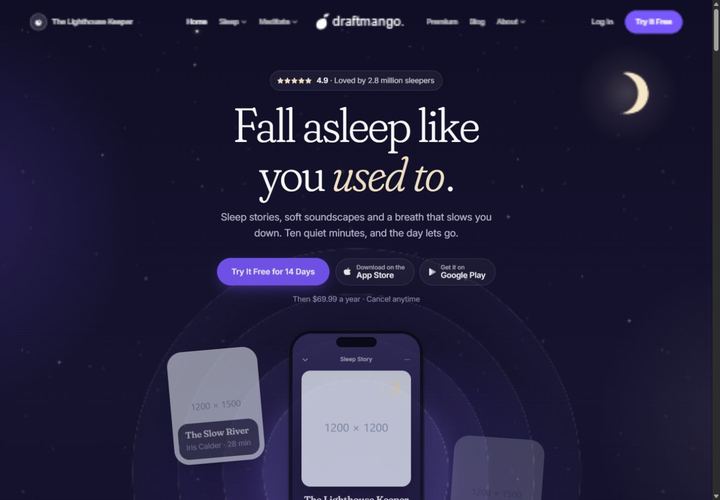 The Lighthouse Keeper
Home
Sleep
Meditate
draftmango.
Premium
Blog
About
Log In
Try It Free
4.9 · Loved by 2.8 million sleepers
Fall asleep like
you used to.
Sleep stories, soft soundscapes and a breath that slows you
down. Ten quiet minutes, and the day lets go.
Try It Free for 14 Days
Download on the
App Store
Get it on
Google Play
Then $69.99 a year · Cancel anytime
Sleep Story
1200 × 1500
The Slow River
Iris Calder · 28 min
1200 × 1200
The Lighthouse Keeper